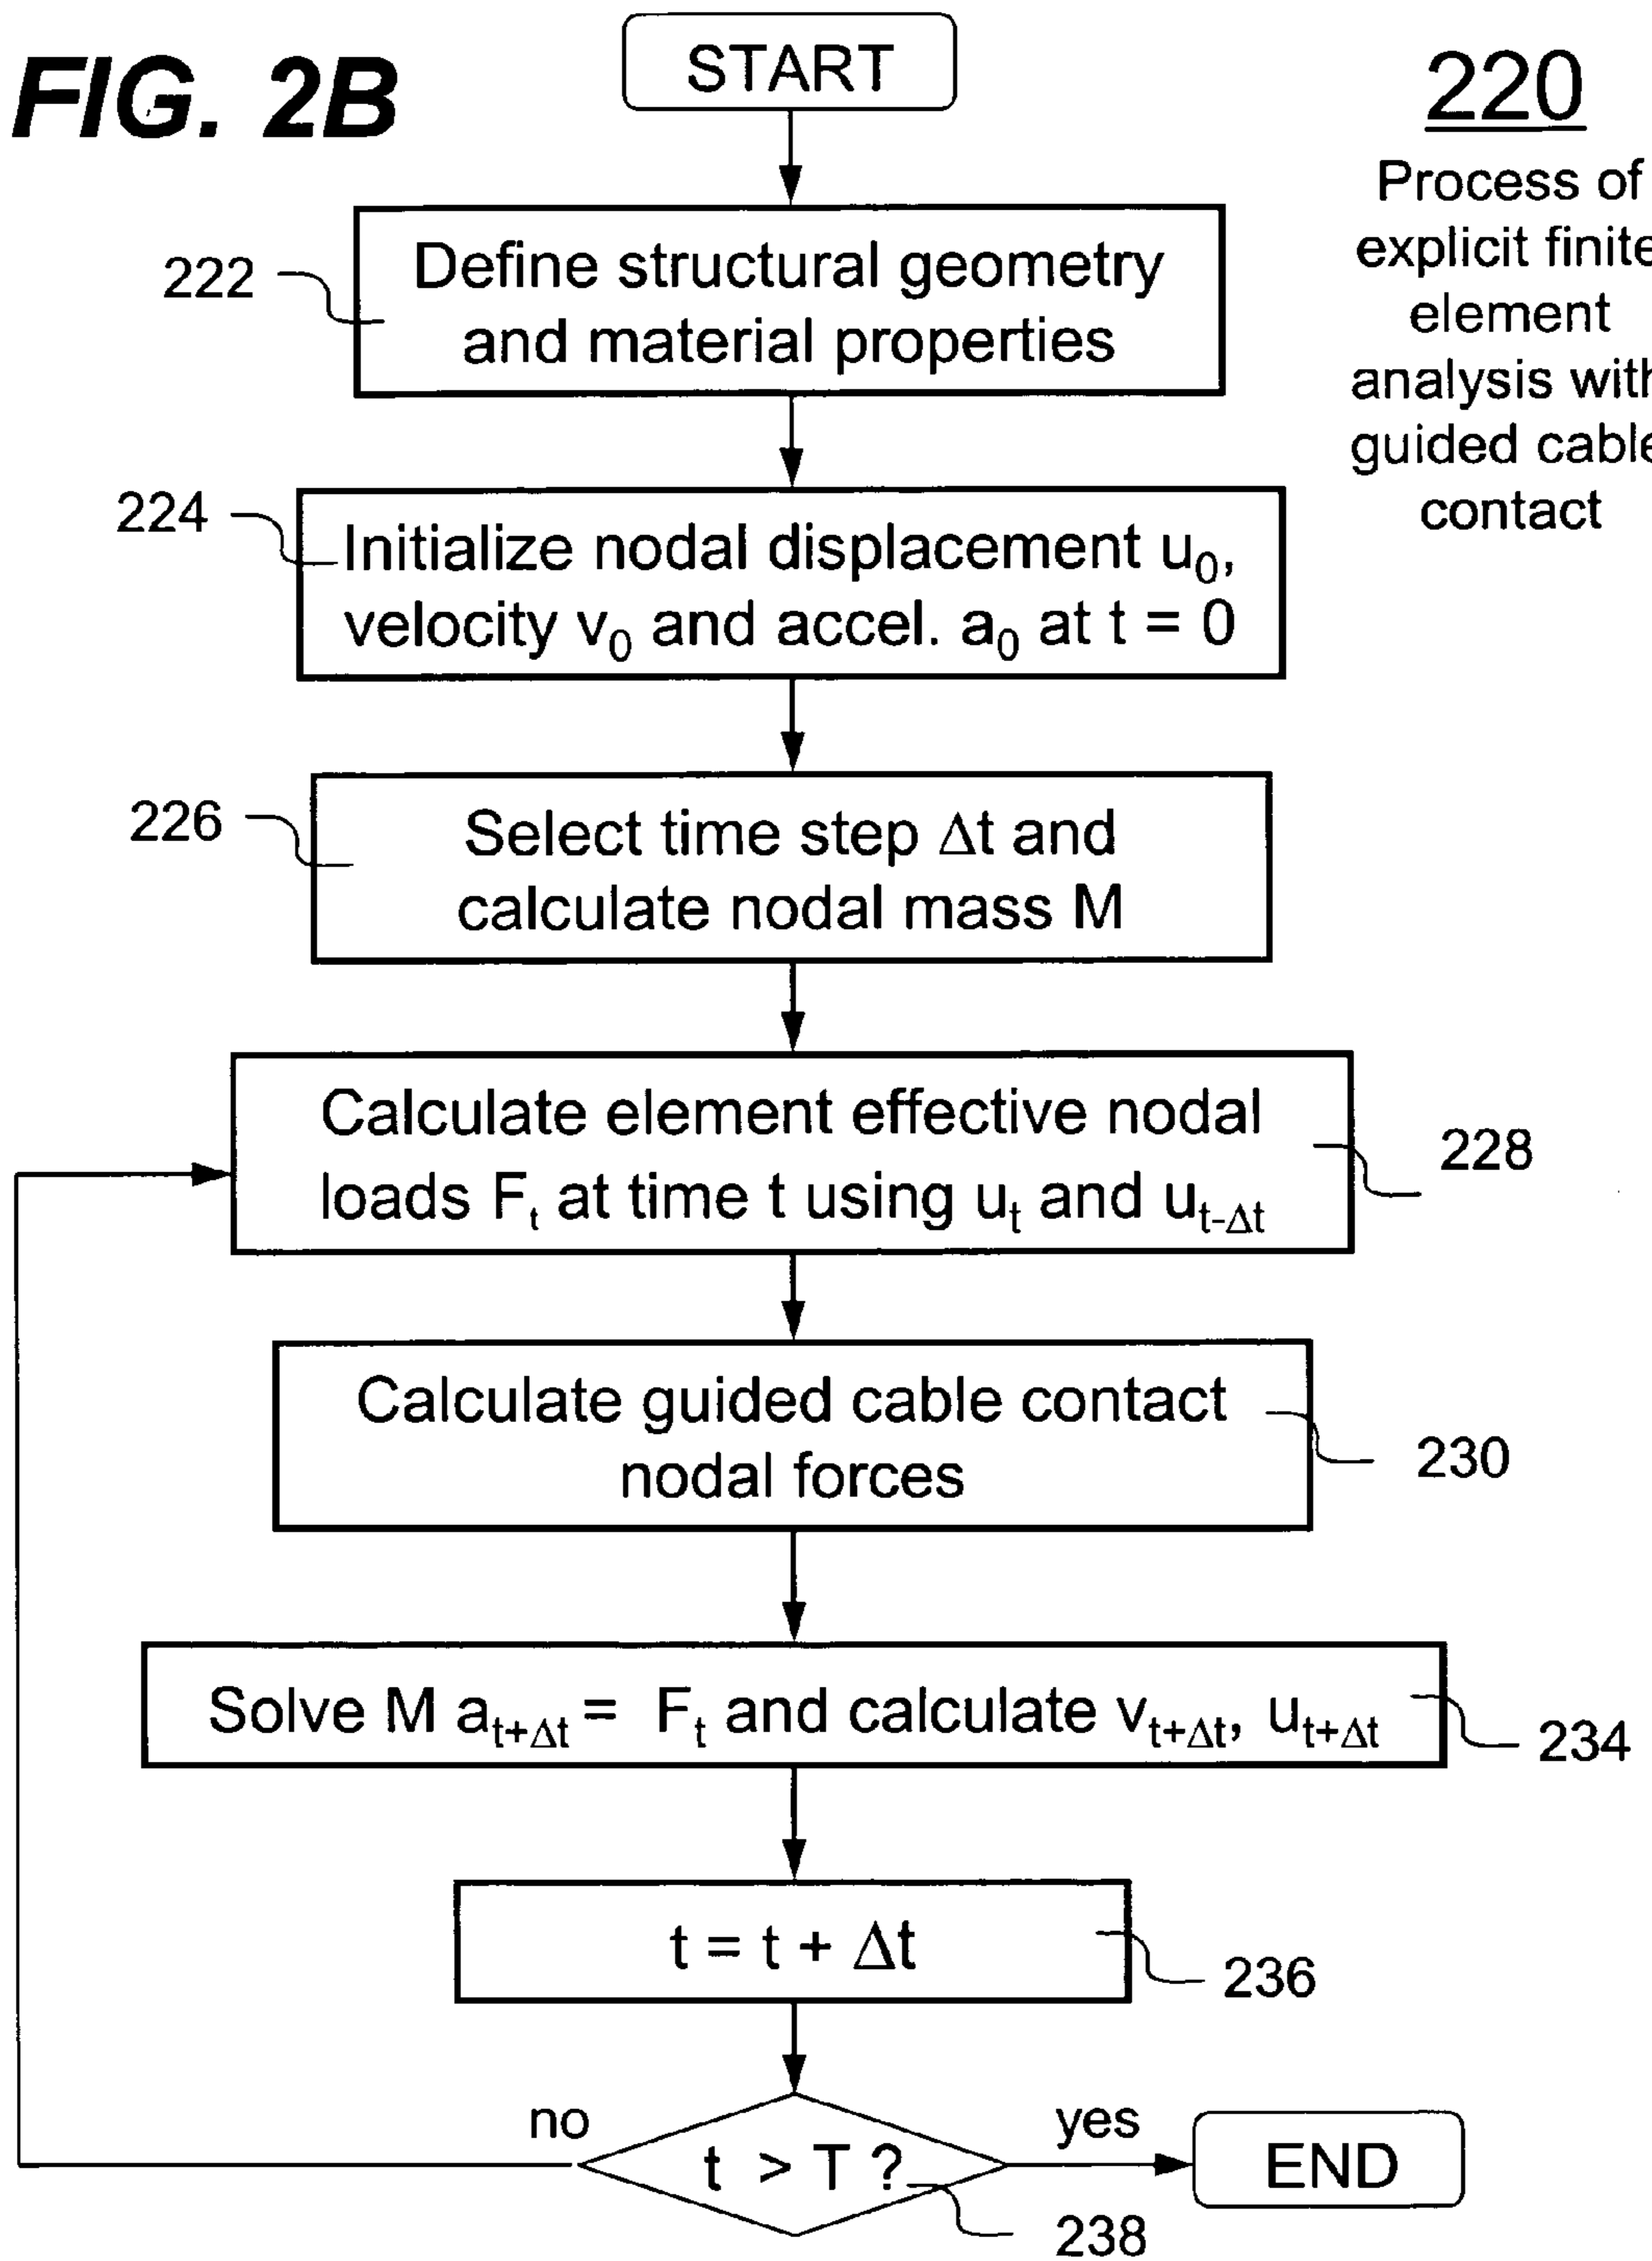 FIG. 2B
START
220
Process of
explicit finite
element
analysis with
guided cable
contact
222
Define structural geometry
and material properties
224
Initialize nodal displacement u₀,
velocity v₀ and accel. a₀ at t = 0
226
Select time step Δt and
calculate nodal mass M
Calculate element effective nodal
loads Fₜ at time t using uₜ and u_{t-Δt}
228
Calculate guided cable contact
nodal forces
230
Solve M a_{t+Δt} = Fₜ and calculate v_{t+Δt}, u_{t+Δt}
234
t = t + Δt
236
no
t > T ?
yes
END
238